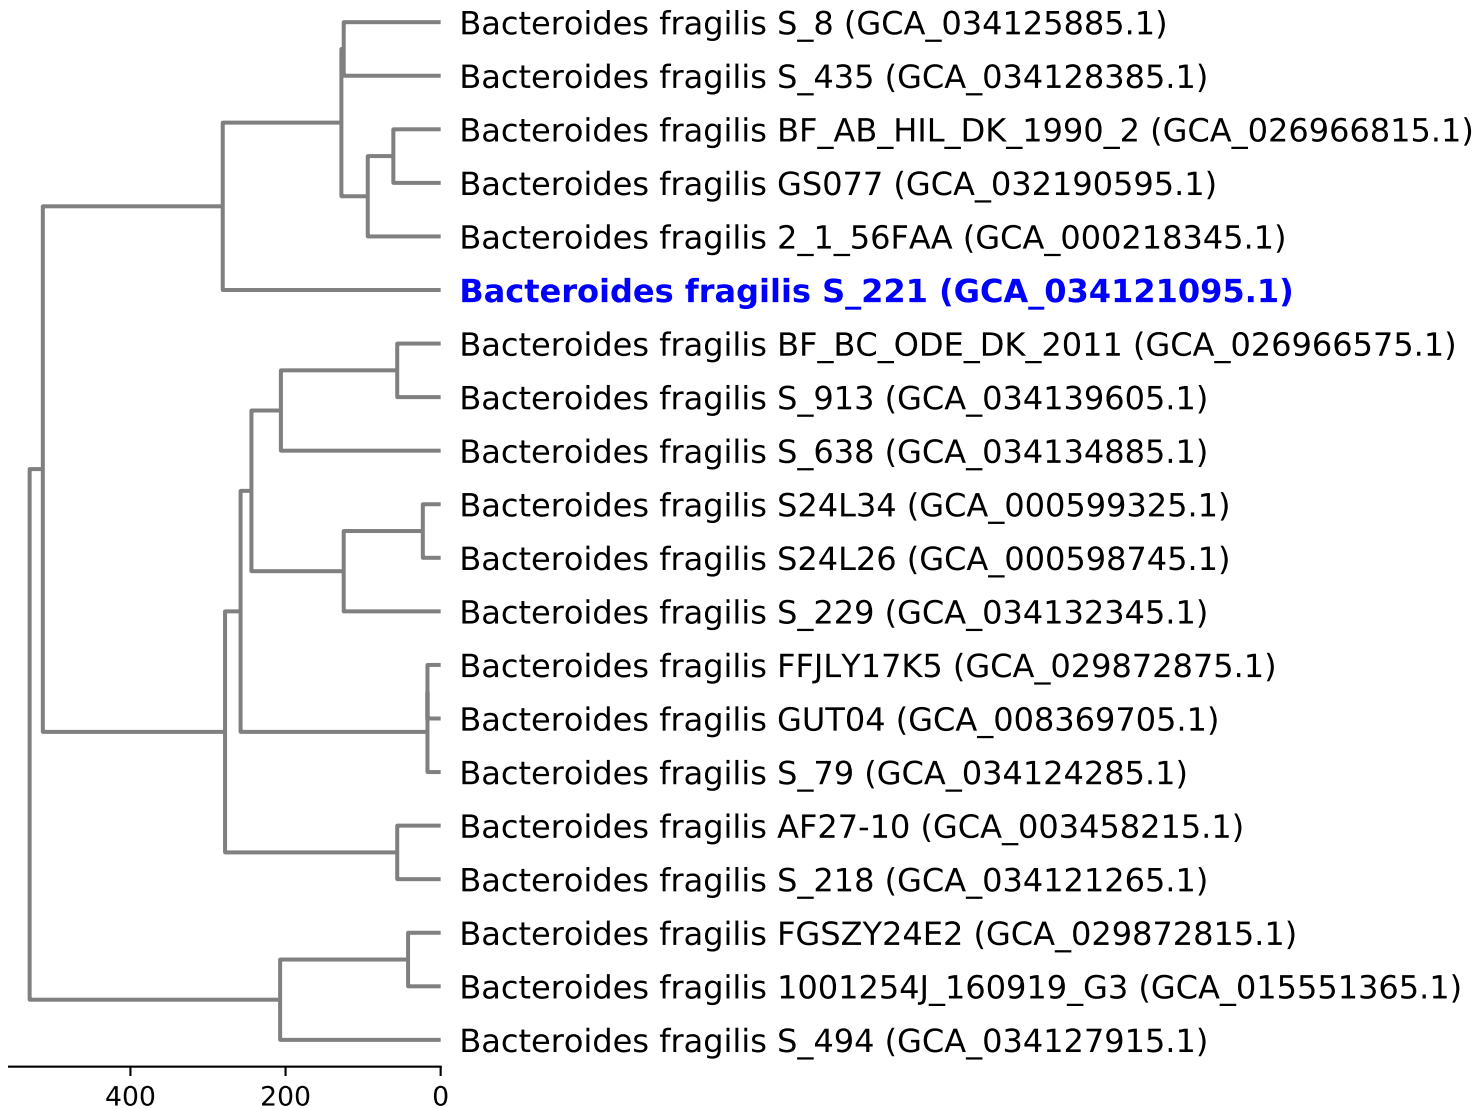 Bacteroides fragilis S_8 (GCA_034125885.1)
Bacteroides fragilis S_435 (GCA_034128385.1)
Bacteroides fragilis BF_AB_HIL_DK_1990_2 (GCA_026966815.1)
Bacteroides fragilis GS077 (GCA_032190595.1)
Bacteroides fragilis 2_1_56FAA (GCA_000218345.1)
Bacteroides fragilis S_221 (GCA_034121095.1)
Bacteroides fragilis BF_BC_ODE_DK_2011 (GCA_026966575.1)
Bacteroides fragilis S_913 (GCA_034139605.1)
Bacteroides fragilis S_638 (GCA_034134885.1)
Bacteroides fragilis S24L34 (GCA_000599325.1)
Bacteroides fragilis S24L26 (GCA_000598745.1)
Bacteroides fragilis S_229 (GCA_034132345.1)
Bacteroides fragilis FFJLY17K5 (GCA_029872875.1)
Bacteroides fragilis GUT04 (GCA_008369705.1)
Bacteroides fragilis S_79 (GCA_034124285.1)
Bacteroides fragilis AF27-10 (GCA_003458215.1)
Bacteroides fragilis S_218 (GCA_034121265.1)
Bacteroides fragilis FGSZY24E2 (GCA_029872815.1)
Bacteroides fragilis 1001254J_160919_G3 (GCA_015551365.1)
Bacteroides fragilis S_494 (GCA_034127915.1)
400 200 0